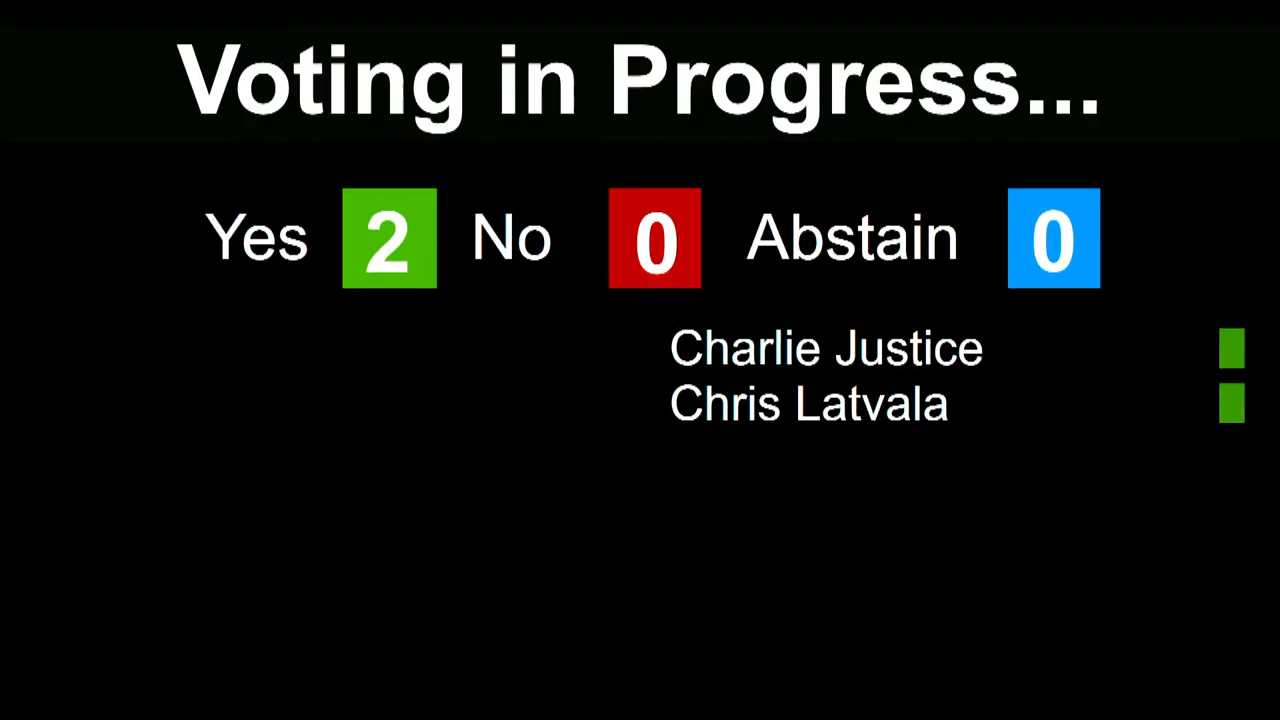 Voting in Progress...
Yes 2 No 0 Abstain 0
Charlie Justice
Chris Latvala